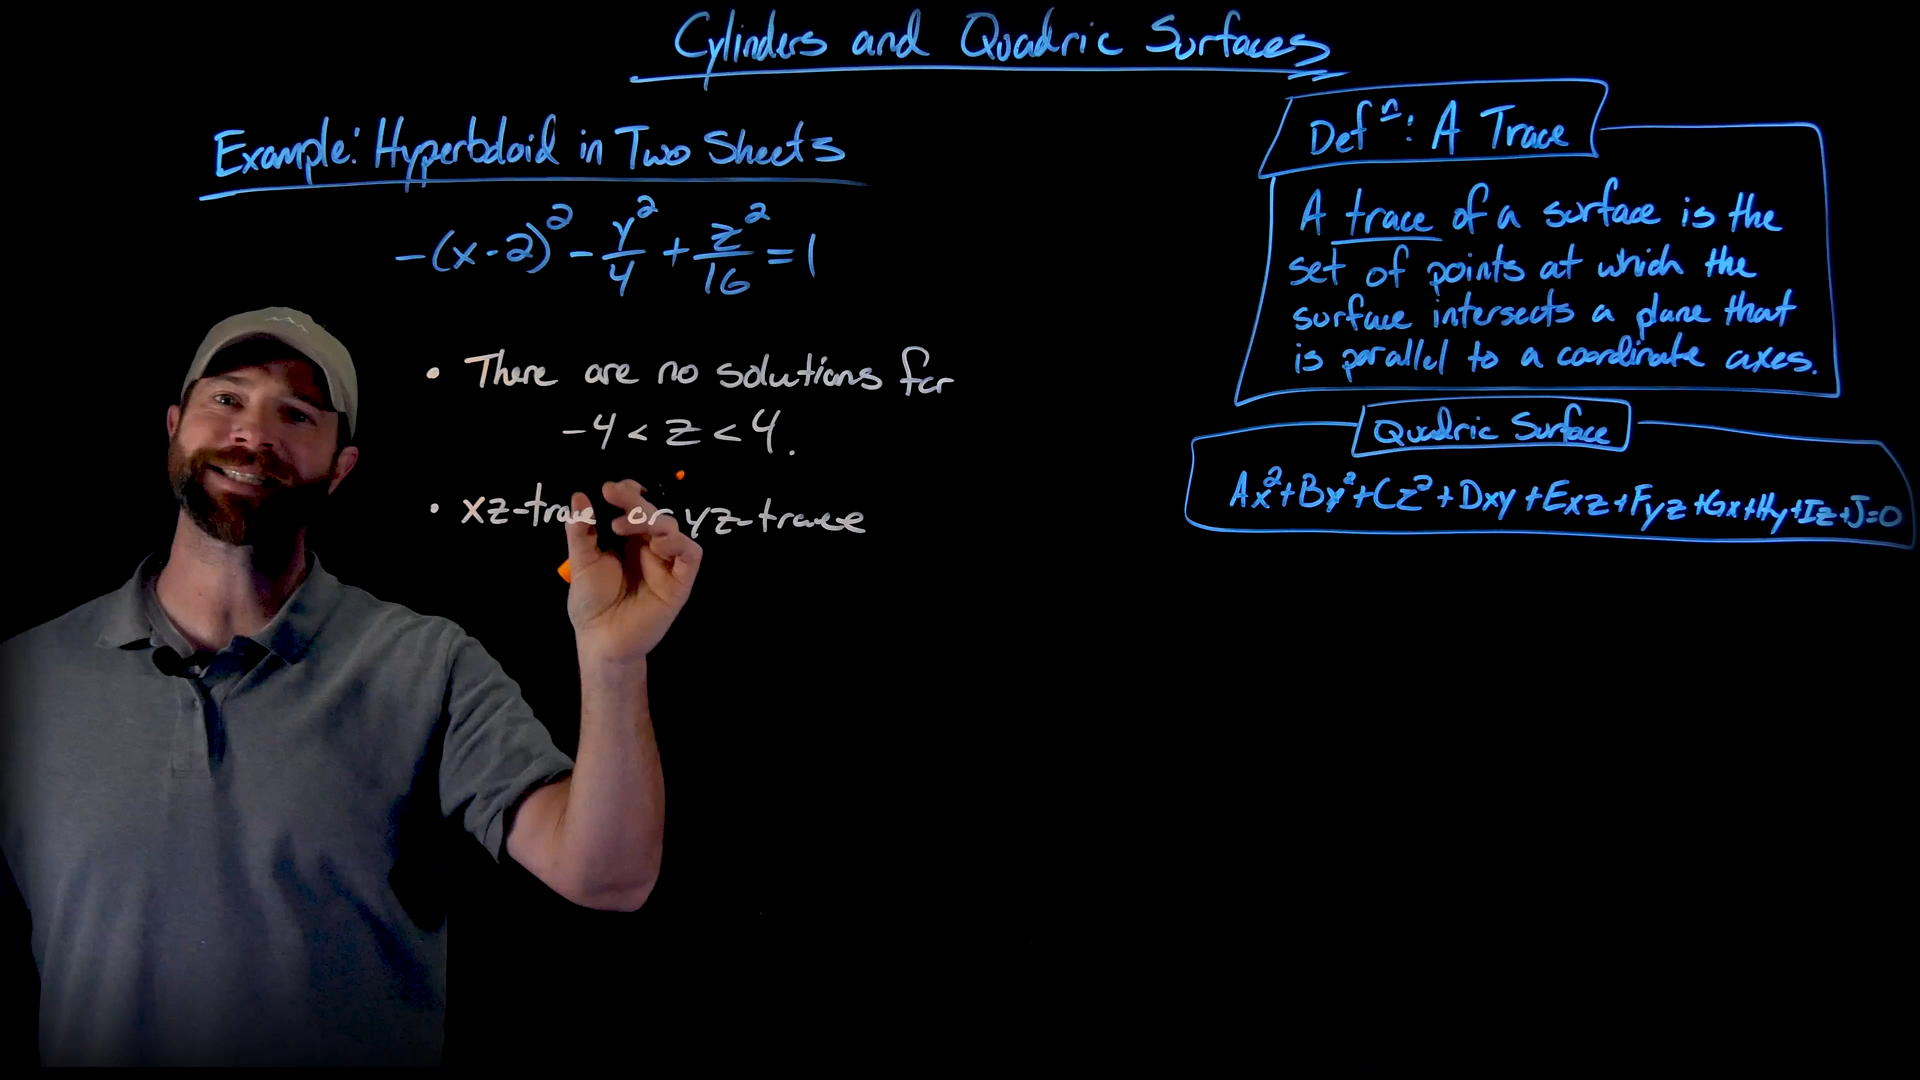 Cylinders and Quadric Surfaces
Example: Hyperboloid in Two Sheets
-(x-2)² - y²/4 + z²/16 = 1
• There are no solutions for
-4 < z < 4.
• xz-trace or yz-trace
Defⁿ: A Trace
A trace of a surface is the
set of points at which the
surface intersects a plane that
is parallel to a coordinate axes.
Quadric Surface
Ax²+By²+Cz²+Dxy+Exz+Fyz+Gx+Hy+Iz+J=0